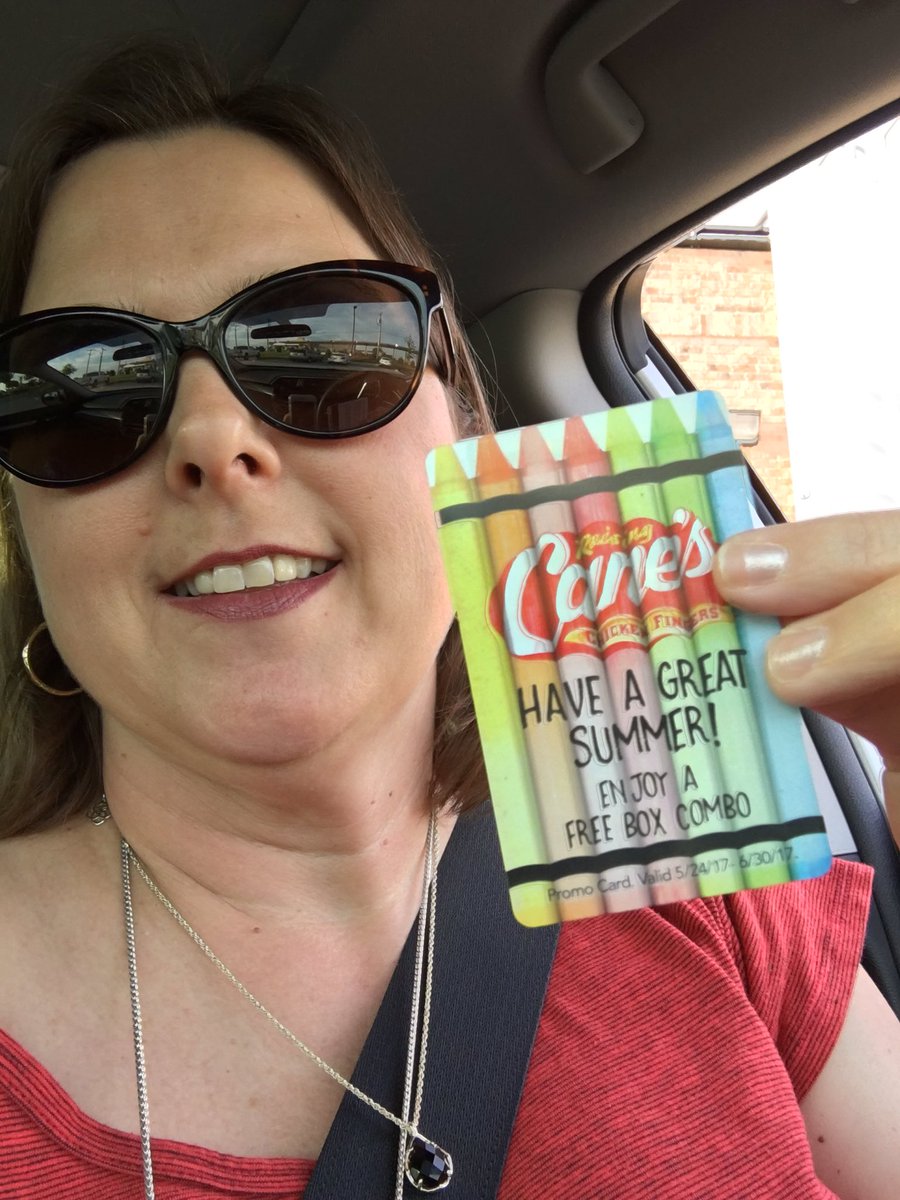 Raising
Cane's
CHICKEN FINGERS
HAVE A GREAT
SUMMER!
ENJOY A
FREE BOX COMBO
Promo Card. Valid 5/24/17- 6/30/17.